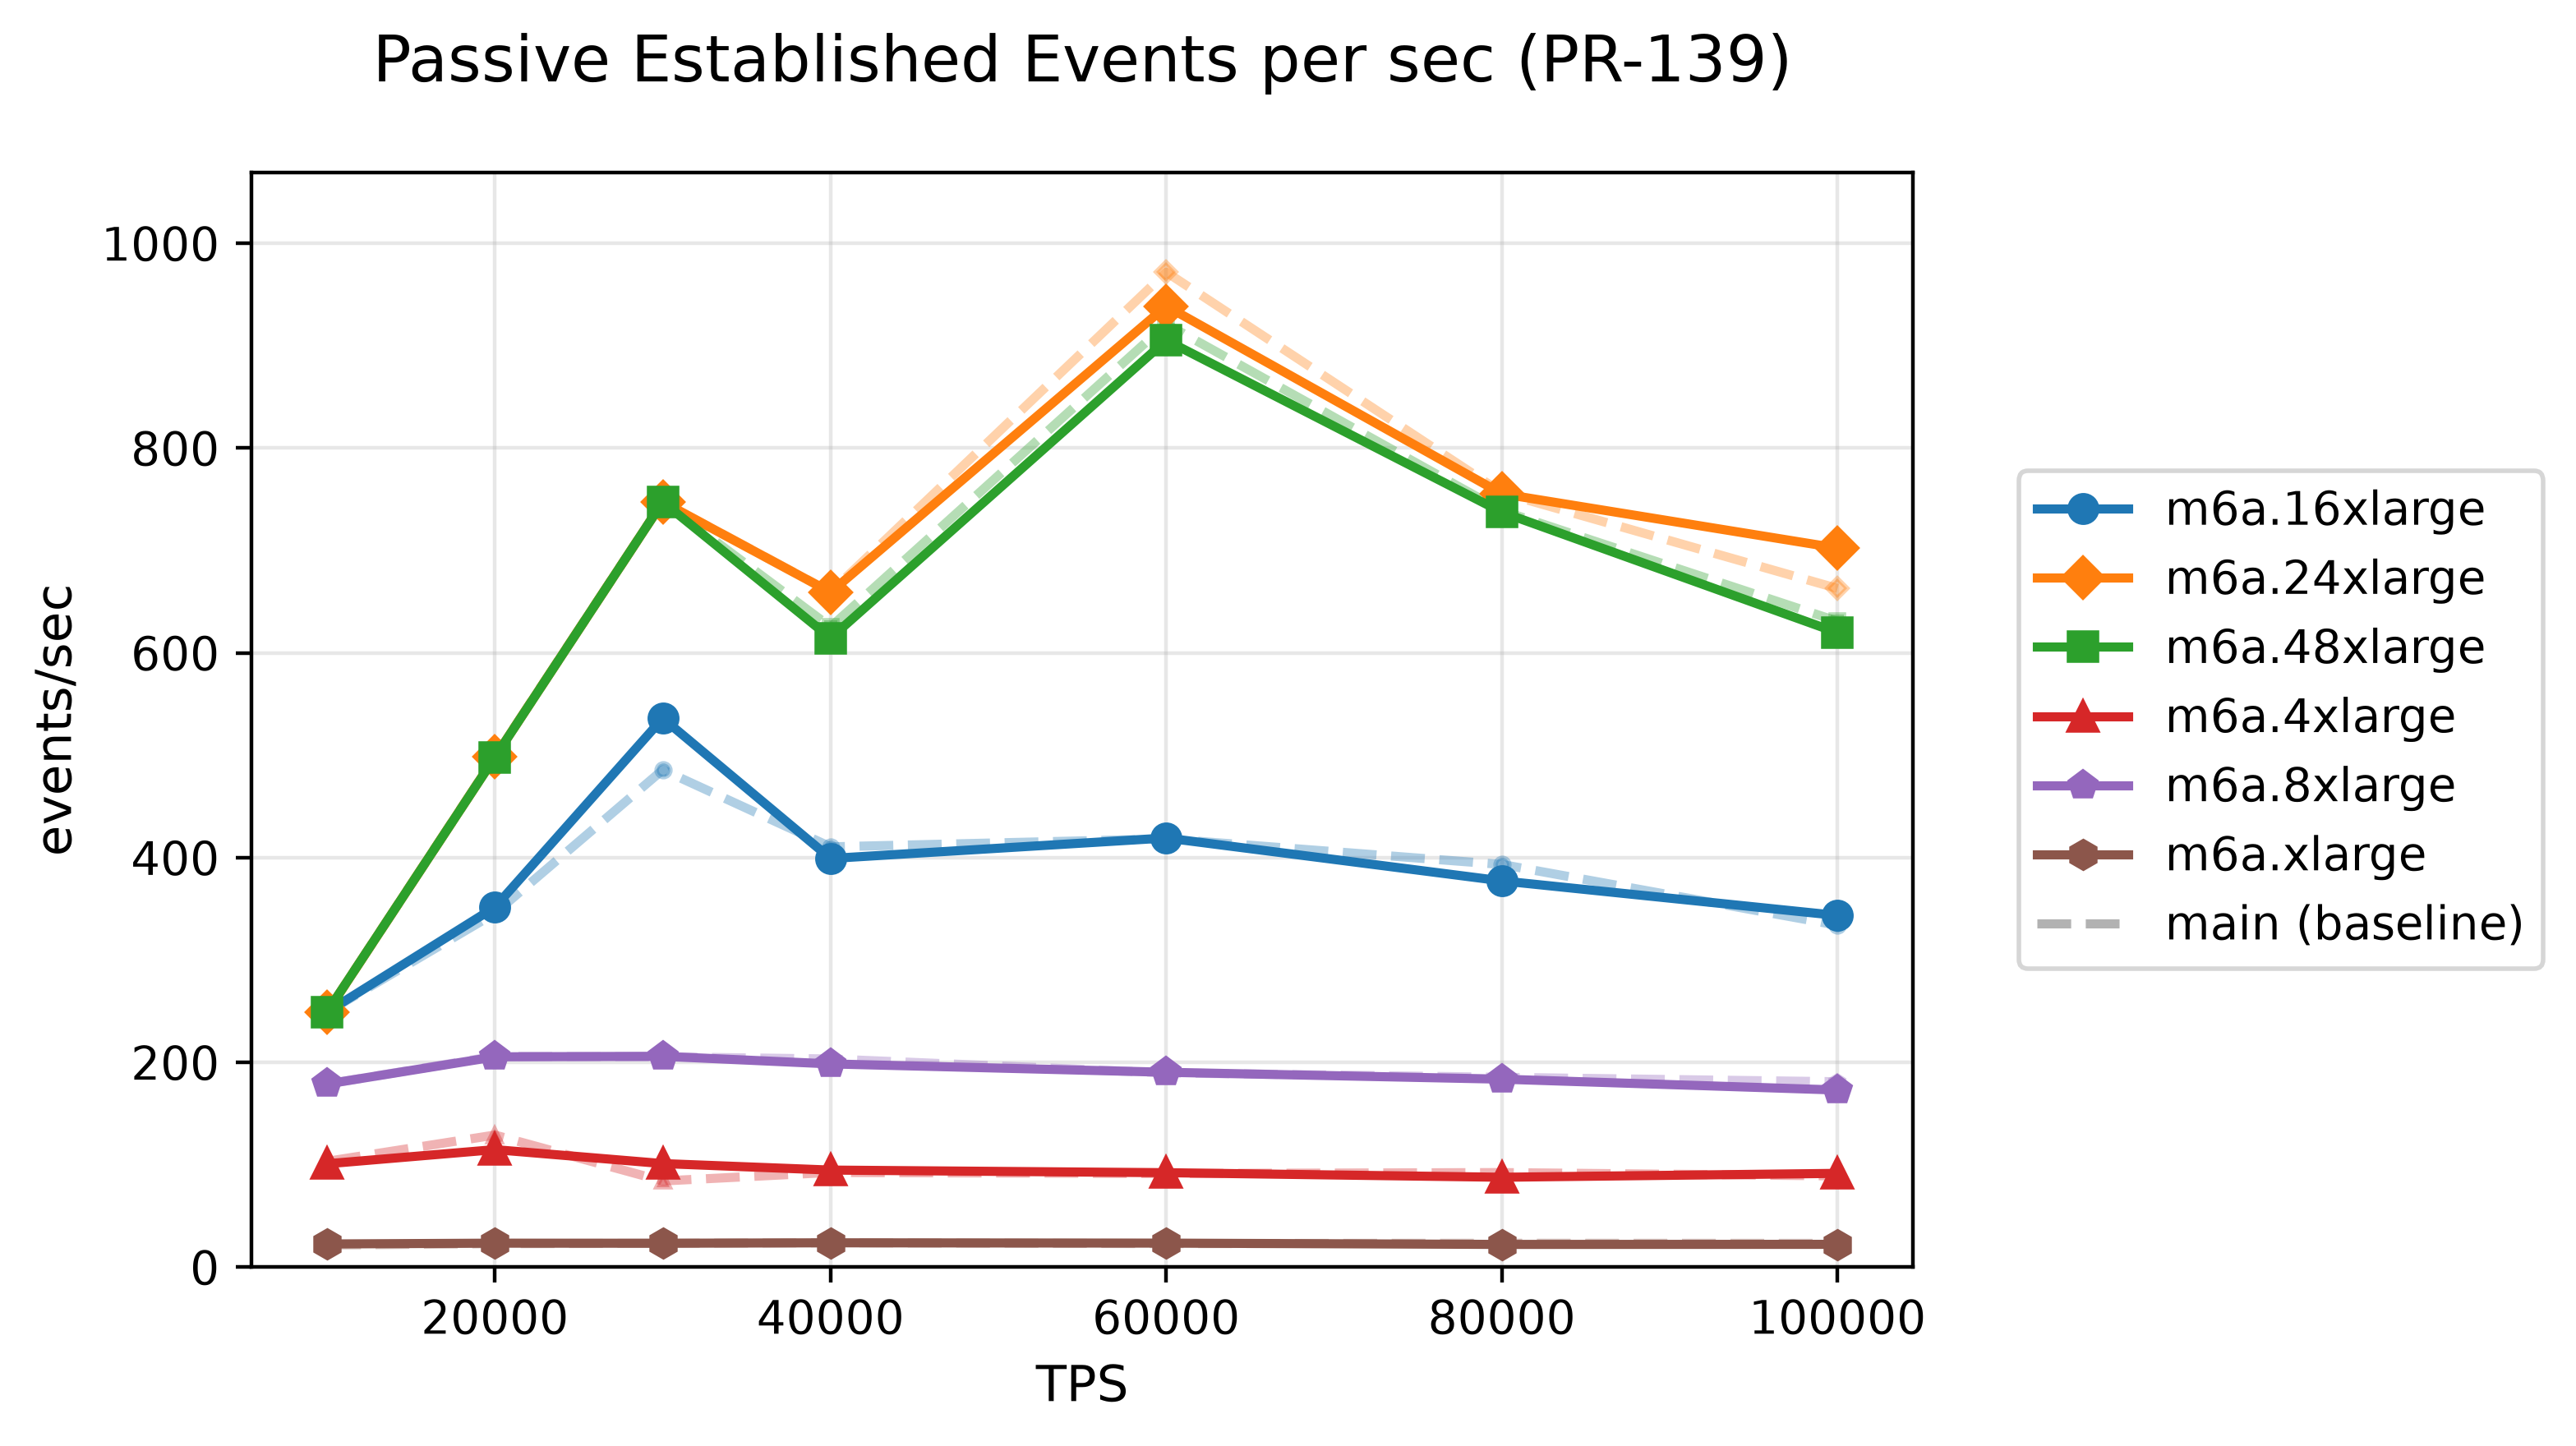 Passive Established Events per sec (PR-139)
1000
800
600
400
200
0
events/sec
20000 40000 60000 80000 100000
TPS
m6a.16xlarge
m6a.24xlarge
m6a.48xlarge
m6a.4xlarge
m6a.8xlarge
m6a.xlarge
main (baseline)